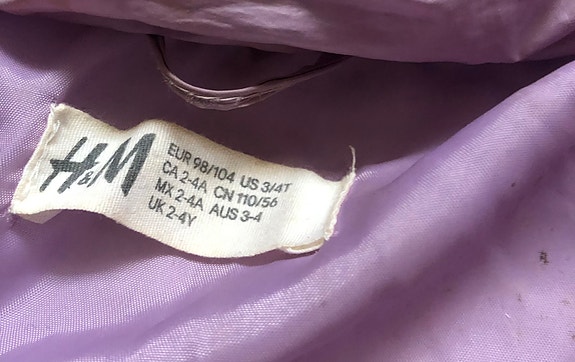 H&M
EUR 98/104 US 3/4T
CA 2-4A CN 110/56
MX 2-4A AUS 3-4
UK 2-4Y